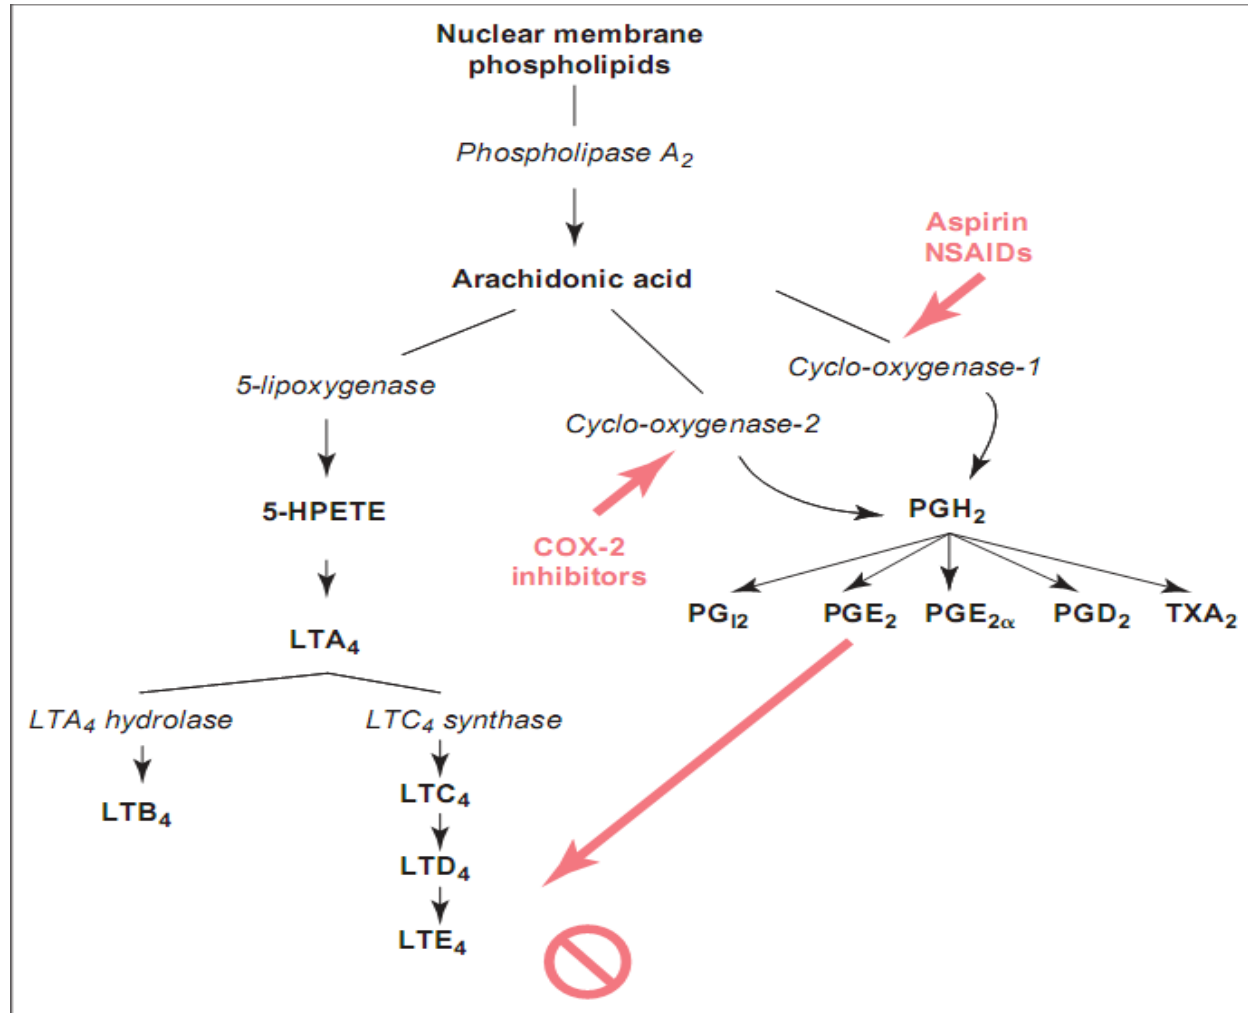 Nuclear membrane
phospholipids
Phospholipase A₂
Aspirin
NSAIDs
Arachidonic acid
Cyclo-oxygenase-1
5-lipoxygenase
Cyclo-oxygenase-2
5-HPETE
PGH₂
COX-2
inhibitors
PG_I2 PGE₂ PGE₂α PGD₂ TXA₂
LTA₄
LTA₄ hydrolase LTC₄ synthase
LTC₄
LTB₄
LTD₄
LTE₄